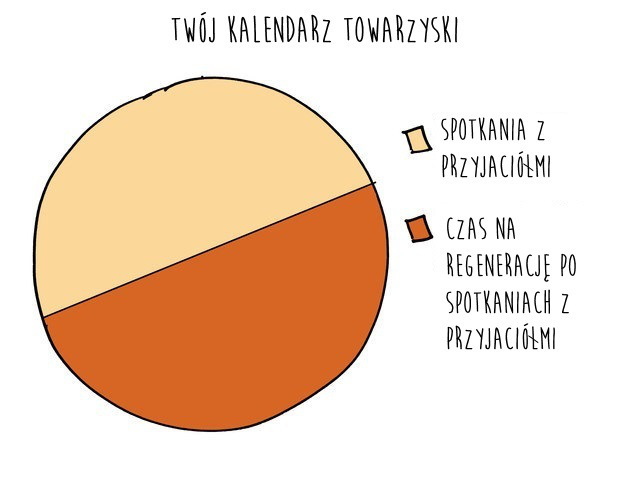 TWÓJ KALENDARZ TOWARZYSKI
SPOTKANIA Z
PRZYJACIÓŁMI
CZAS NA
REGENERACJĘ PO
SPOTKANIACH Z
PRZYJACIÓŁMI